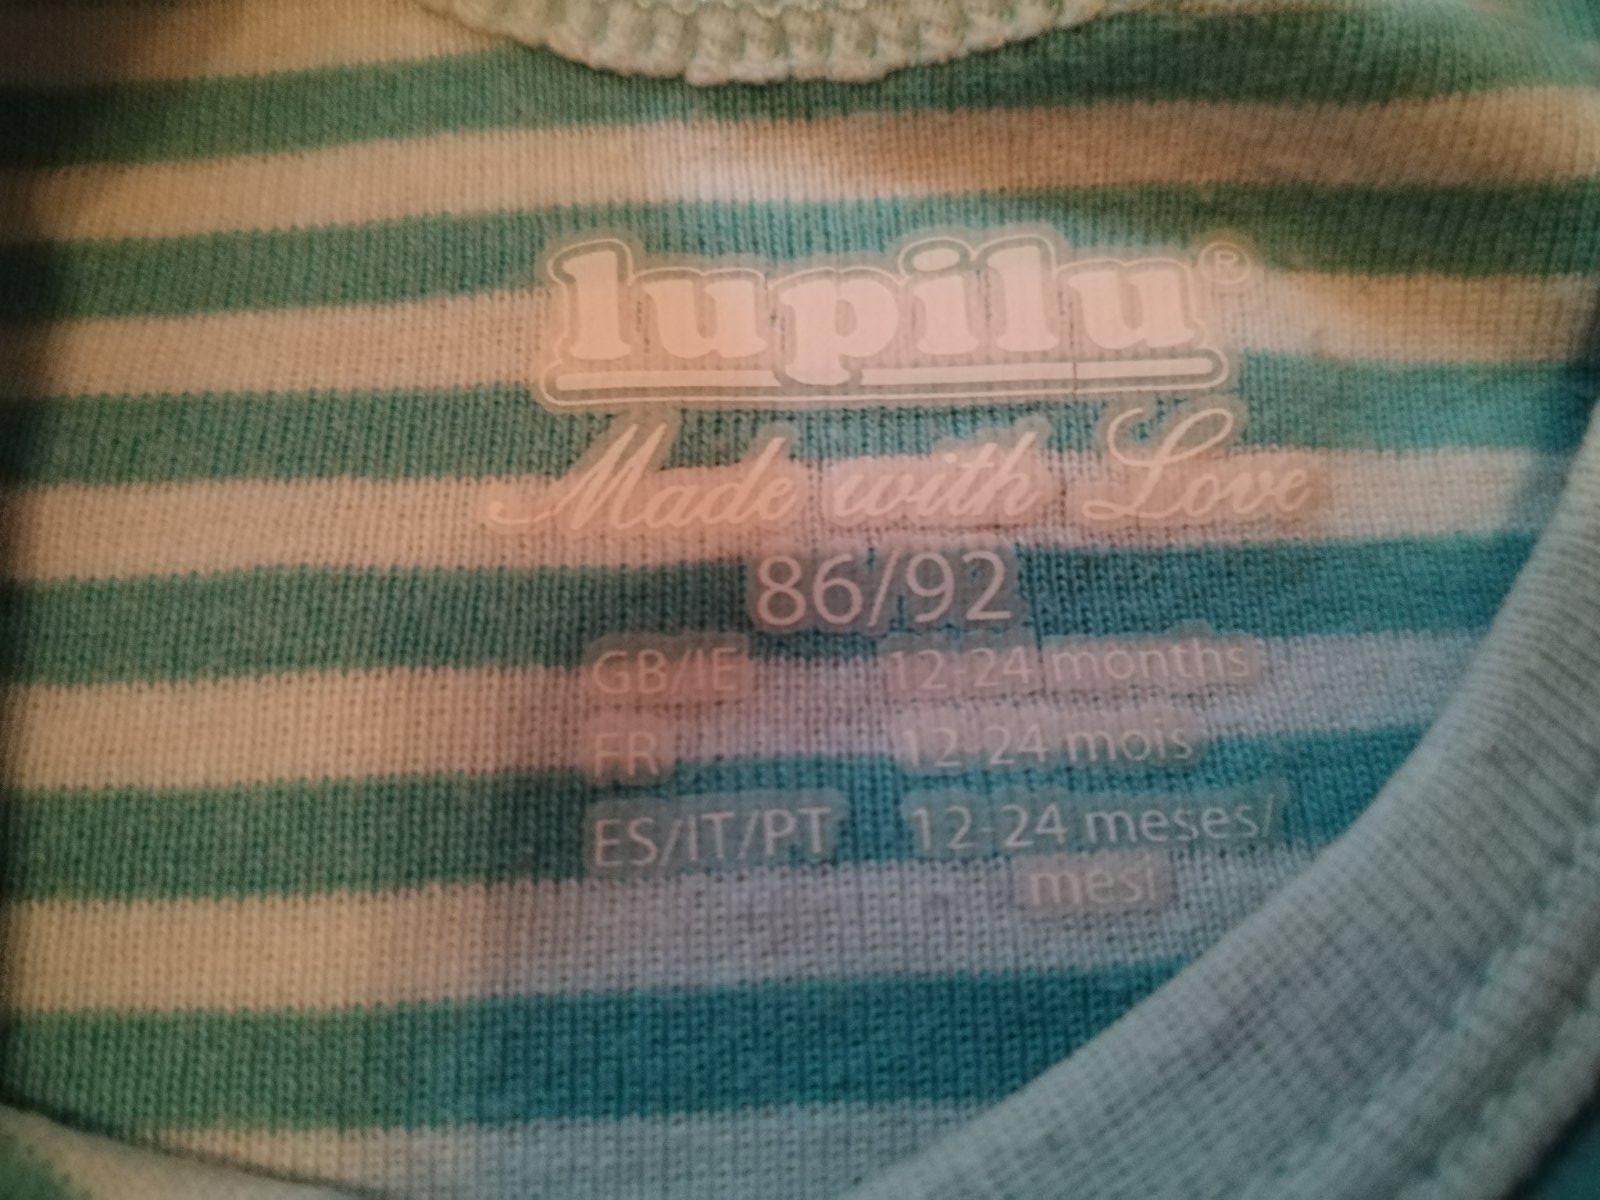 lupilu®
Made with Love
86/92
GB/IE 12-24 months
FR 12-24 mois
ES/IT/PT 12-24 meses/
mesi